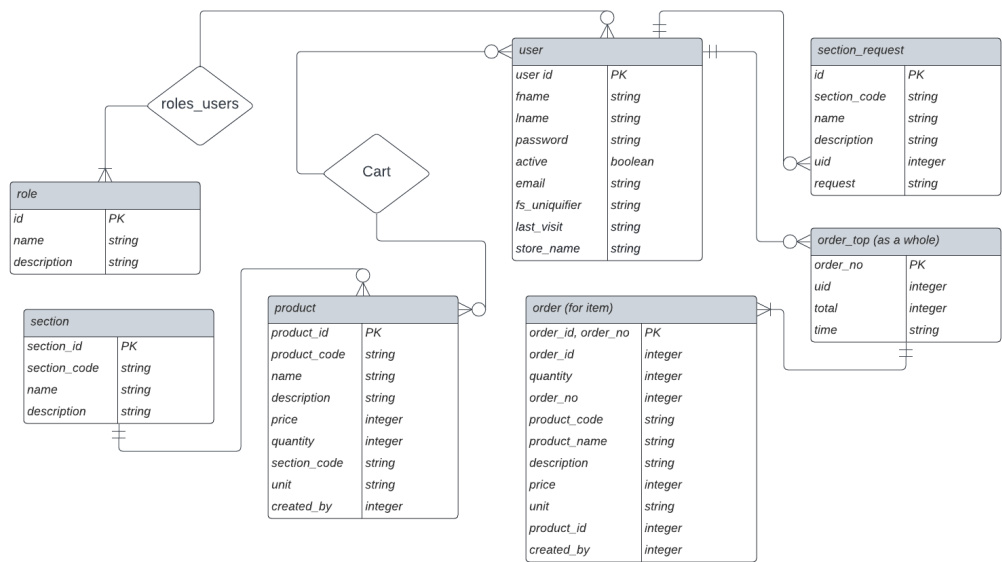 roles_users
Cart
user
user id PK
fname string
lname string
password string
active boolean
email string
fs_uniquifier string
last_visit string
store_name string
section_request
id PK
section_code string
name string
description string
uid integer
request string
role
id PK
name string
description string
order_top (as a whole)
order_no PK
uid integer
total integer
time string
section
section_id PK
section_code string
name string
description string
product
product_id PK
product_code string
name string
description string
price integer
quantity integer
section_code string
unit string
created_by integer
order (for item)
order_id, order_no PK
order_id integer
quantity integer
order_no integer
product_code string
product_name string
description string
price integer
unit string
product_id integer
created_by integer